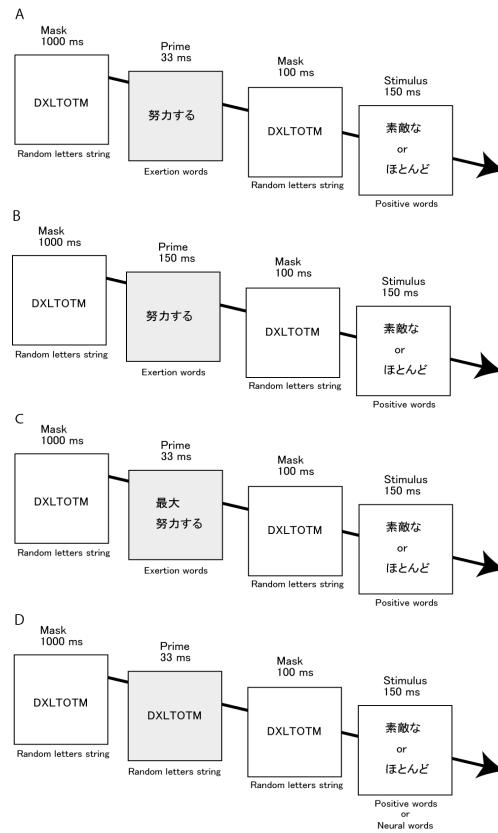 A
Mask
1000 ms
DXLTOTM
Random letters string
Prime
33 ms
努力する
Exertion words
Mask
100 ms
DXLTOTM
Random letters string
Stimulus
150 ms
素敵な
or
ほとんど
Positive words
B
Mask
1000 ms
DXLTOTM
Random letters string
Prime
150 ms
努力する
Exertion words
Mask
100 ms
DXLTOTM
Random letters string
Stimulus
150 ms
素敵な
or
ほとんど
Positive words
C
Mask
1000 ms
DXLTOTM
Random letters string
Prime
33 ms
最大
努力する
Exertion words
Mask
100 ms
DXLTOTM
Random letters string
Stimulus
150 ms
素敵な
or
ほとんど
Positive words
D
Mask
1000 ms
DXLTOTM
Random letters string
Prime
33 ms
DXLTOTM
Random letters string
Mask
100 ms
DXLTOTM
Random letters string
Stimulus
150 ms
素敵な
or
ほとんど
Positive words
or
Neural words